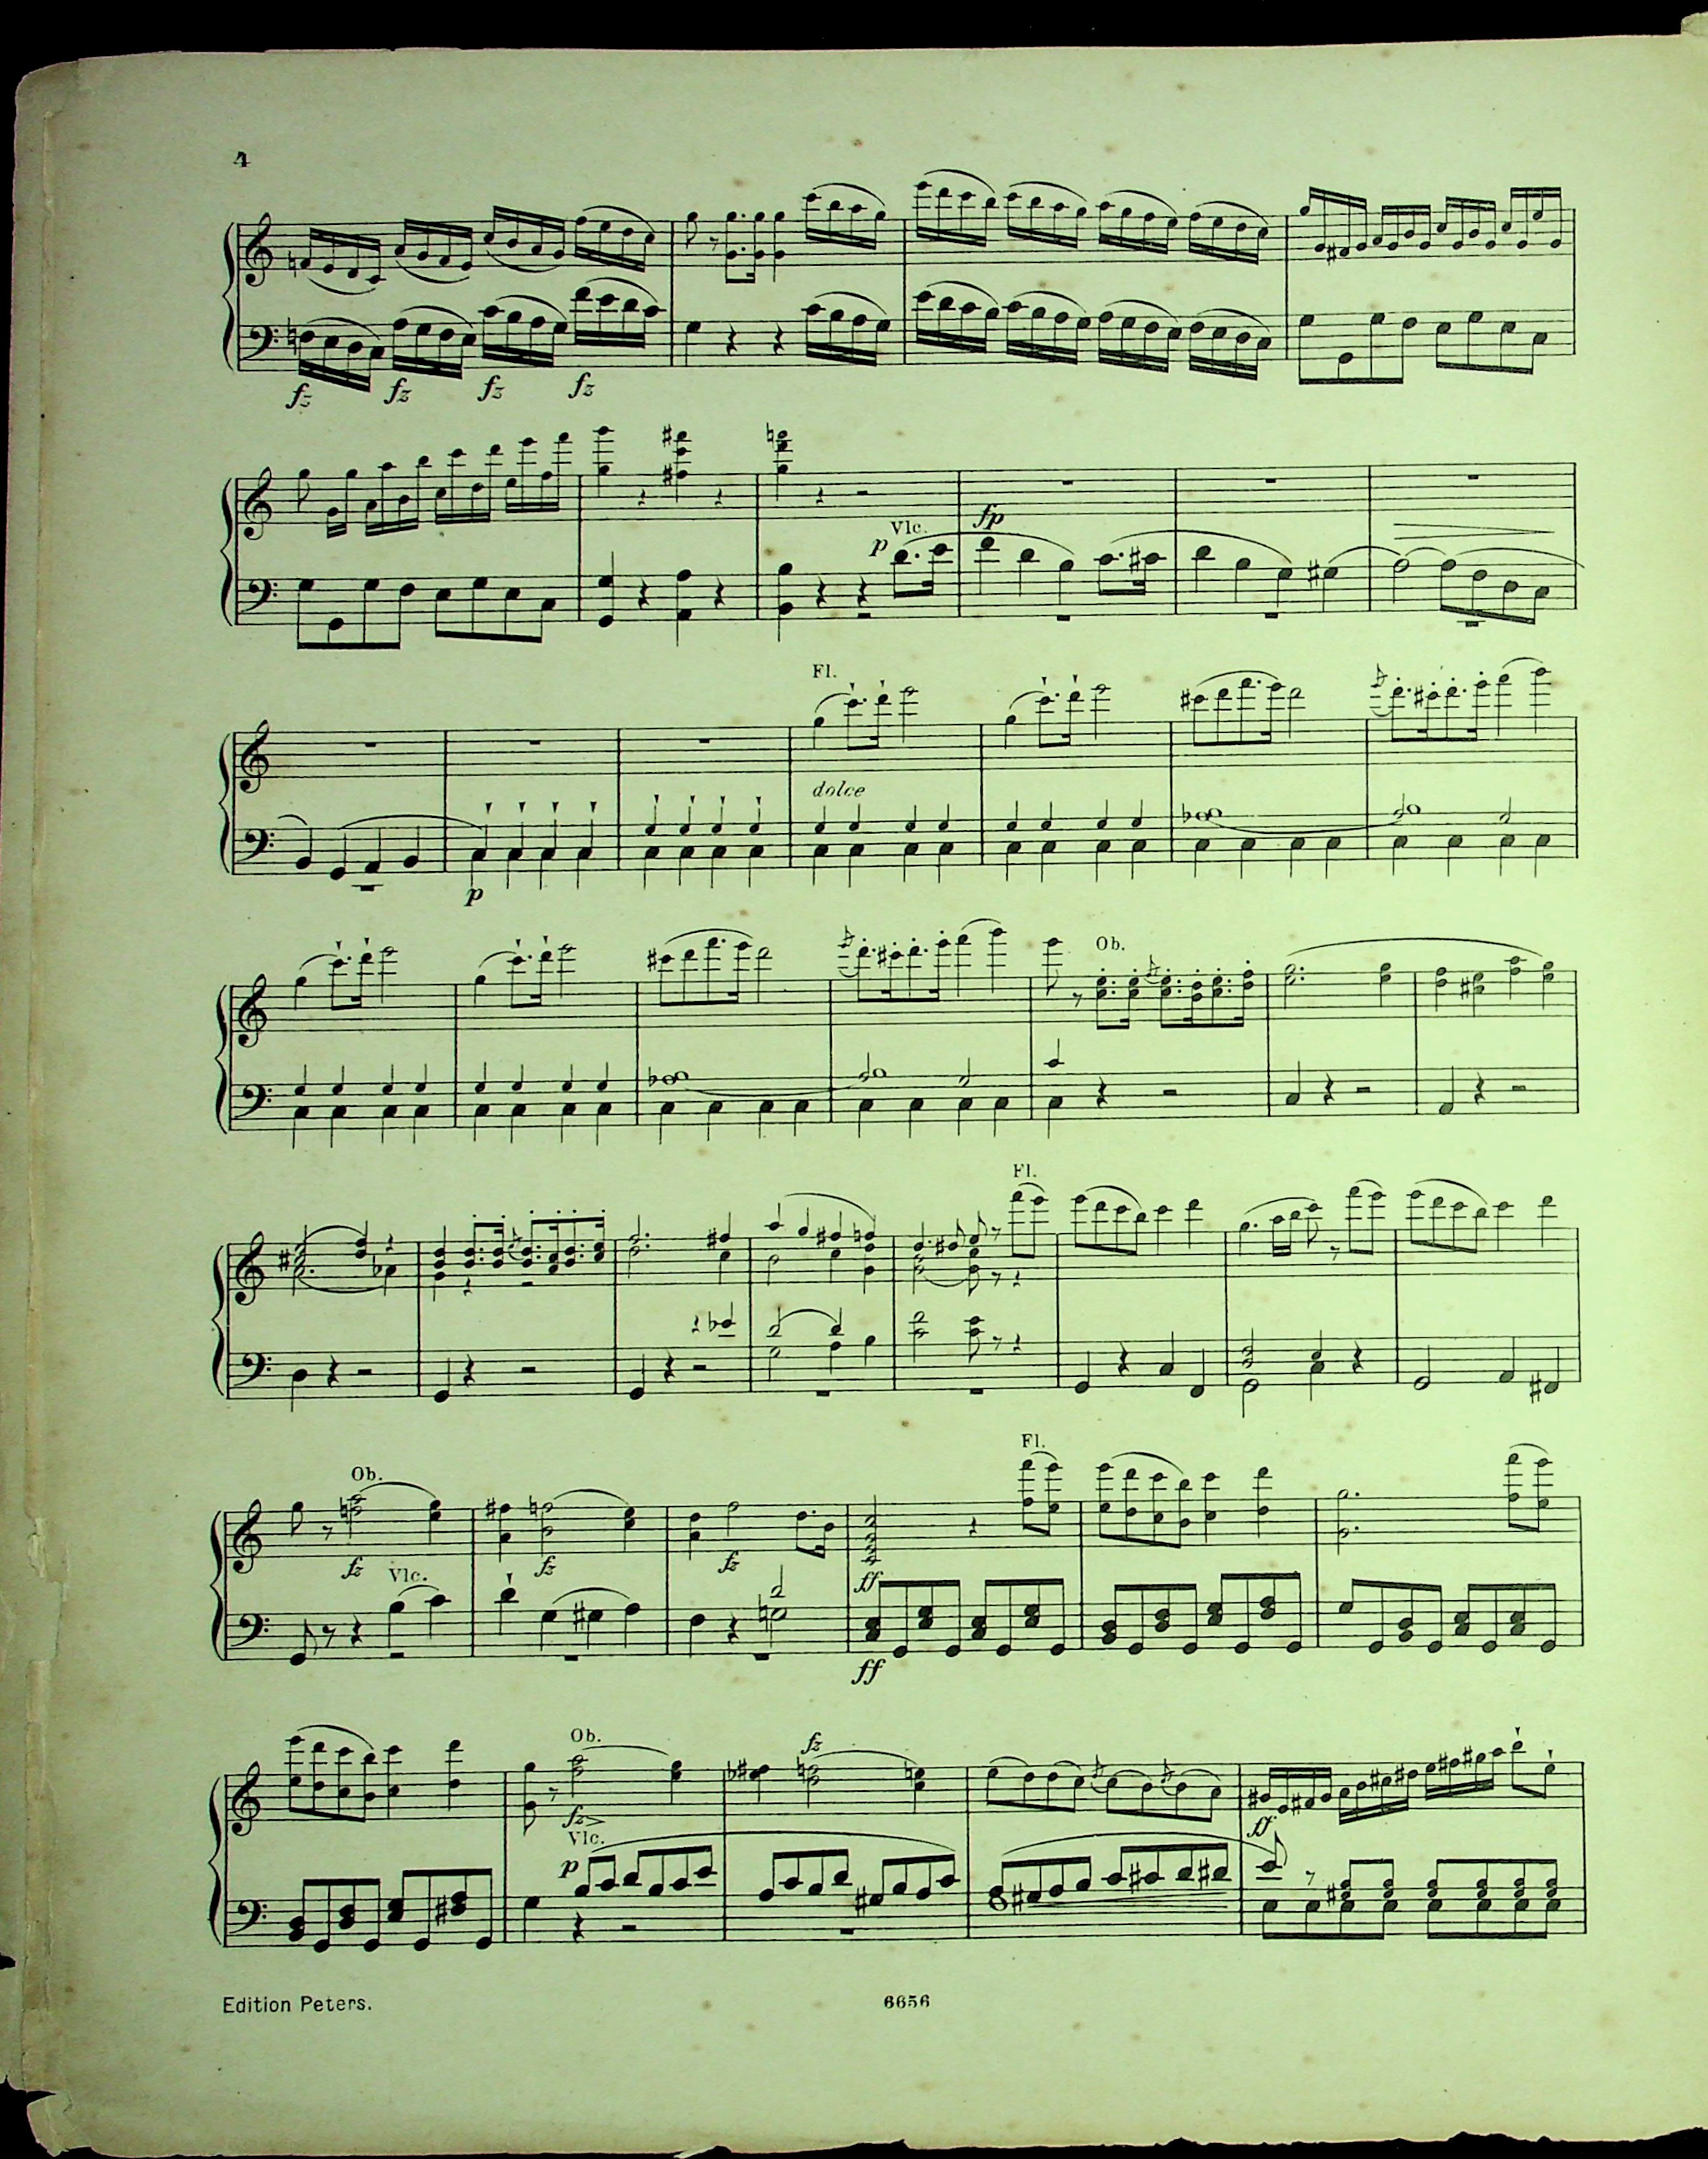 4
fz fz fz fz
Vlc.
p fp
Fl.
dolce
p
Ob.
Fl.
Fl.
Ob.
fz fz fz ff
Vlc.
ff
Ob. fz
fz ff
Vlc.
p
Edition Peters. 6656